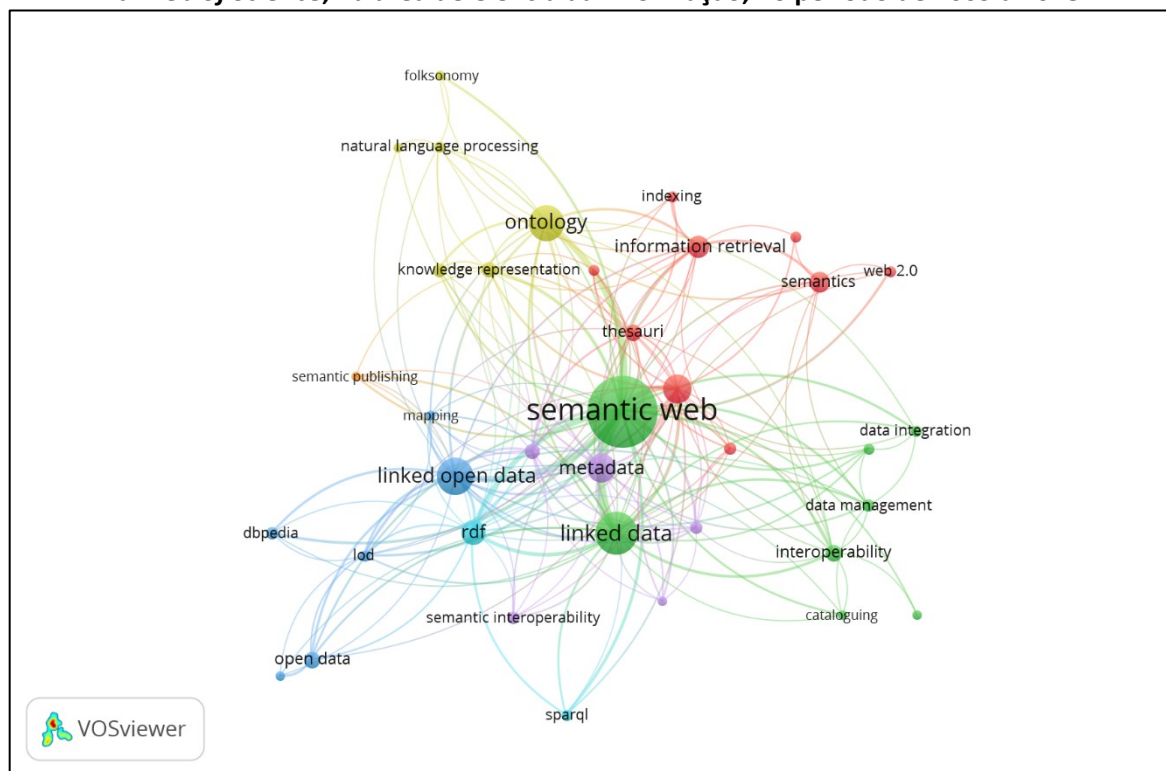 folksonomy
natural language processing
indexing
ontology
information retrieval
knowledge representation
semantics
web 2.0
thesauri
semantic publishing
semantic web
mapping
data integration
linked open data
metadata
data management
dbpedia
rdf
linked data
lod
interoperability
semantic interoperability
cataloguing
open data
sparql
VOSviewer